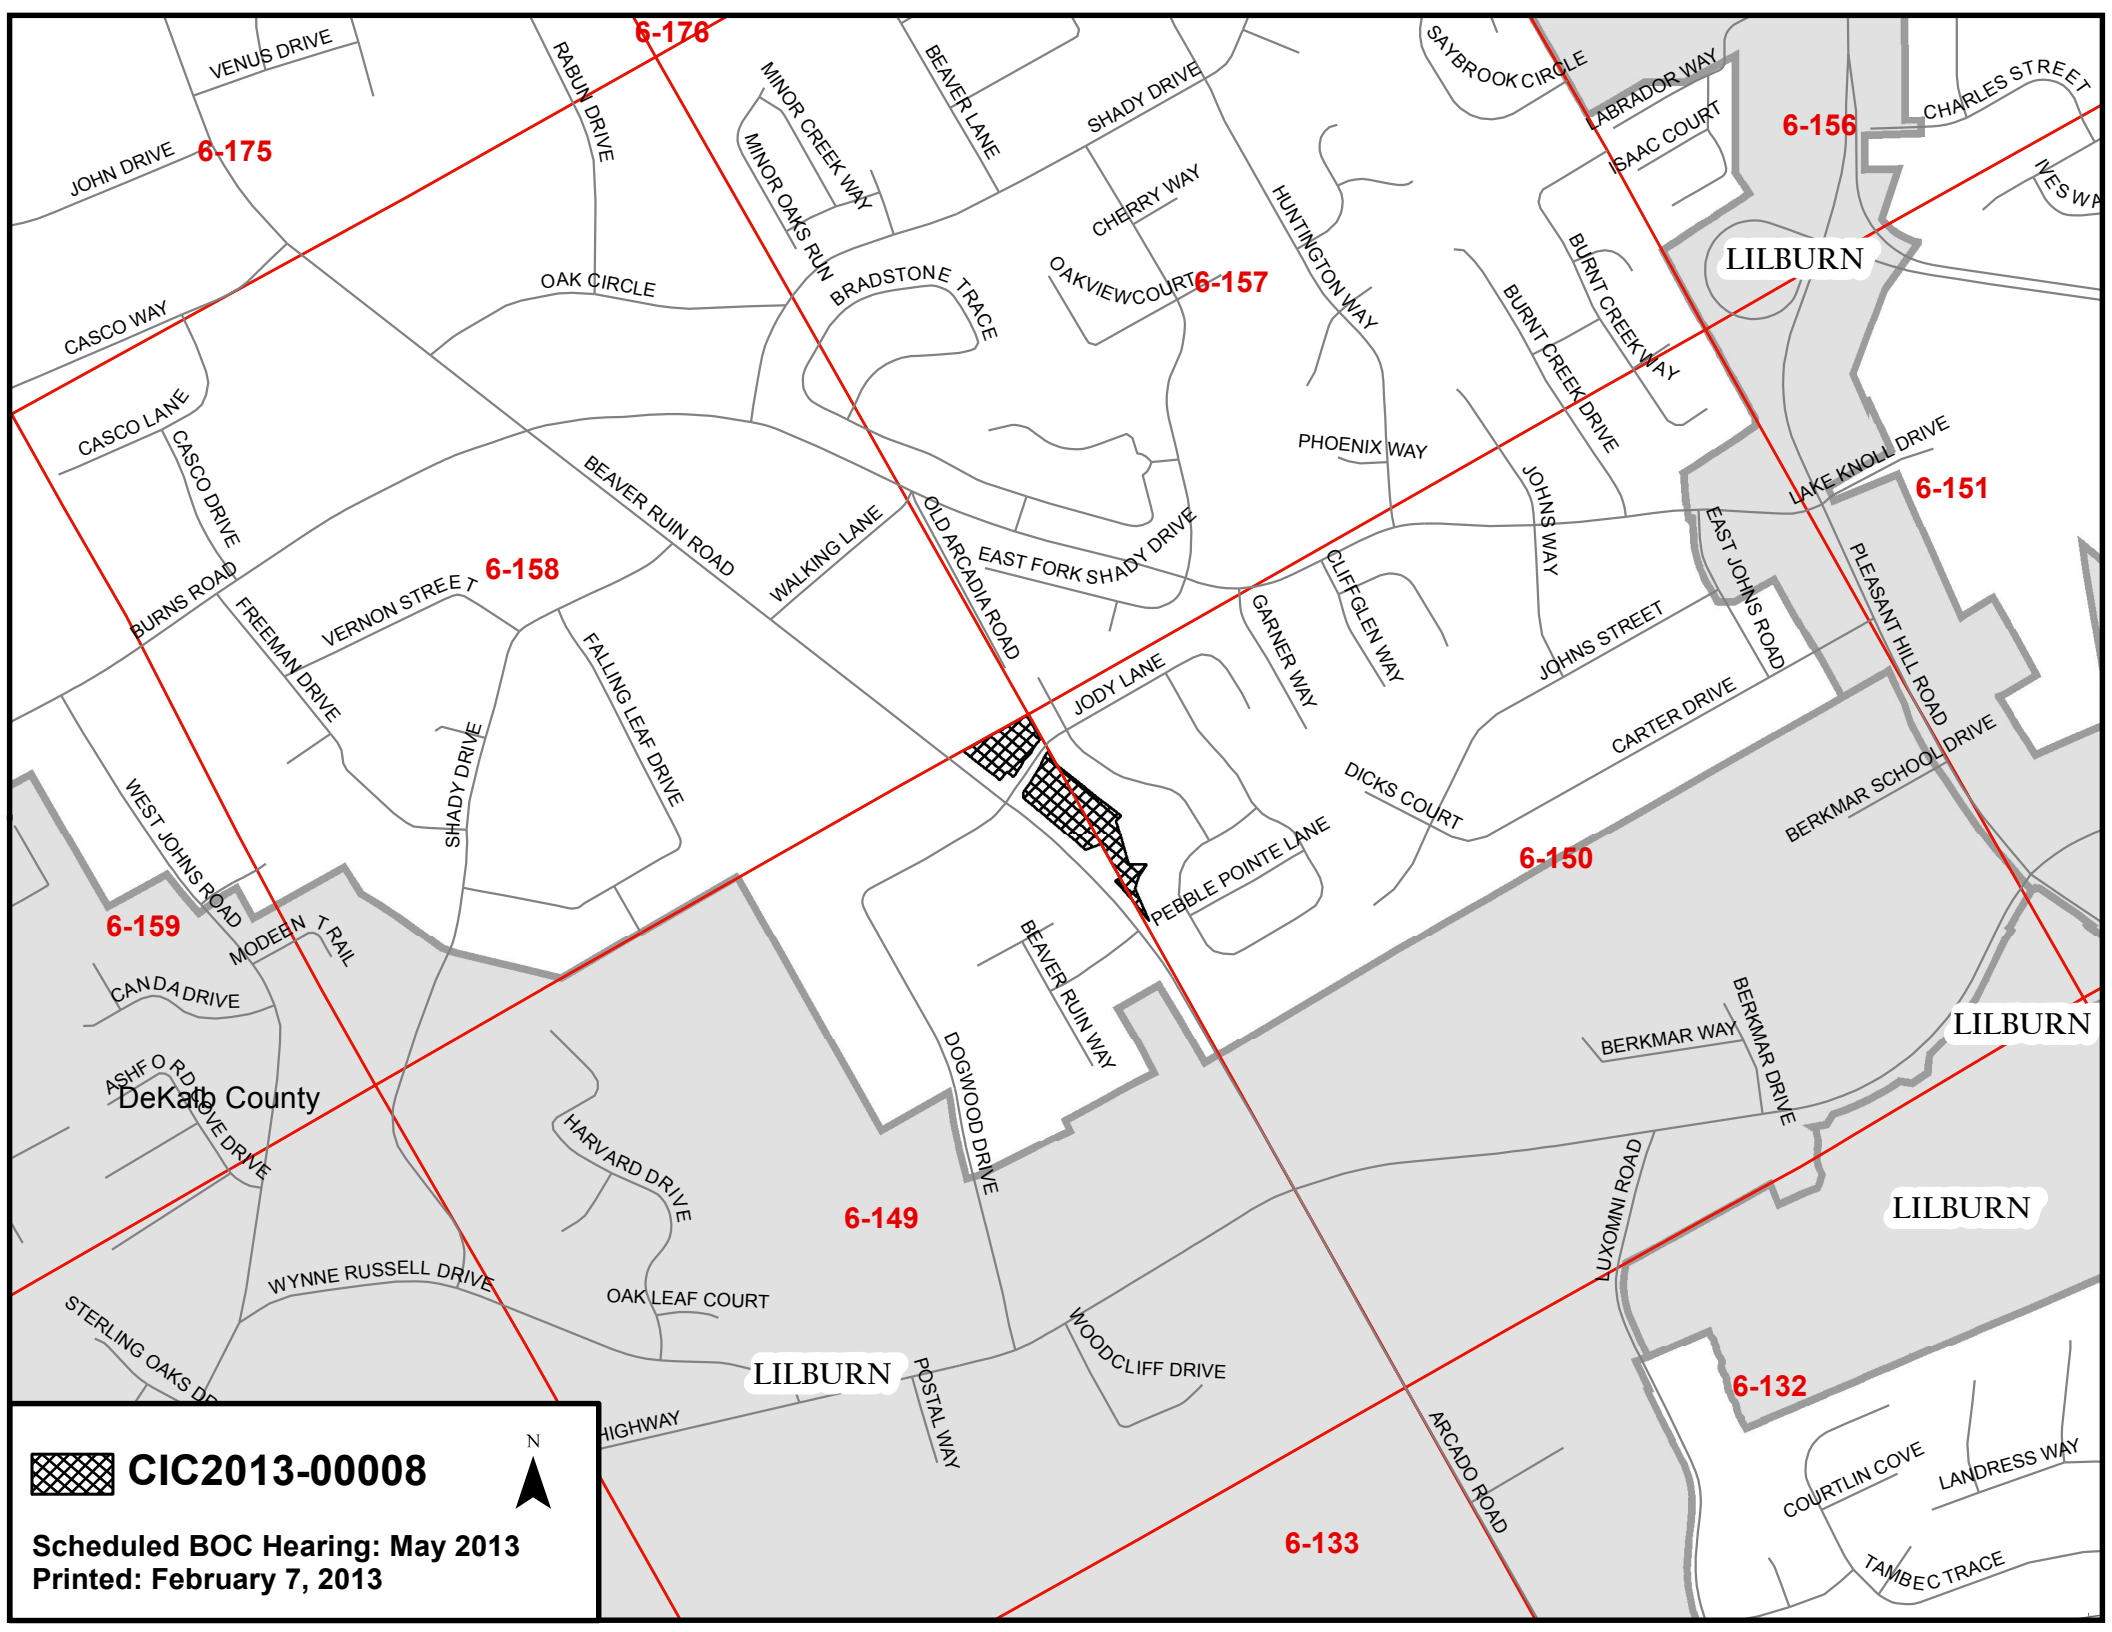 6-176
VENUS DRIVE
RABUN DRIVE
BEAVER LANE
SHADY DRIVE
SAYBROOK CIRCLE
LABRADOR WAY
CHARLES STREET
6-156
MINOR CREEK WAY
MINOR OAKS RUN
ISAAC COURT
IVES WA
JOHN DRIVE
6-175
CHERRY WAY
HUNTINGTON WAY
LILBURN
OAK CIRCLE
BRADSTONE TRACE
OAKVIEW COURT
6-157
BURNT CREEK WAY
BURNT CREEK DRIVE
CASCO WAY
CASCO LANE
CASCO DRIVE
PHOENIX WAY
LAKE KNOLL DRIVE
6-151
BEAVER RUIN ROAD
WALKING LANE
OLD ARCADIA ROAD
EAST FORK SHADY DRIVE
JOHNS WAY
EAST JOHNS ROAD
PLEASANT HILL ROAD
BURNS ROAD
FREEMAN DRIVE
VERNON STREET
6-158
FALLING LEAF DRIVE
CLIFFGLEN WAY
GARNER WAY
JODY LANE
JOHNS STREET
CARTER DRIVE
SHADY DRIVE
WEST JOHNS ROAD
DICKS COURT
BERKMAR SCHOOL DRIVE
PEBBLE POINTE LANE
6-150
6-159
MODEEN TRAIL
CANDA DRIVE
BEAVER RUIN WAY
BERKMAR WAY
BERKMAR DRIVE
LILBURN
ASHFORD COVE DRIVE
DeKalb County
DOGWOOD DRIVE
HARVARD DRIVE
6-149
LUXOMNI ROAD
LILBURN
WYNNE RUSSELL DRIVE
OAK LEAF COURT
STERLING OAKS DR
LILBURN
WOODCLIFF DRIVE
POSTAL WAY
HIGHWAY
6-132
ARCADO ROAD
COURTLIN COVE
LANDRESS WAY
6-133
TAMBEC TRACE
N
CIC2013-00008
Scheduled BOC Hearing: May 2013
Printed: February 7, 2013